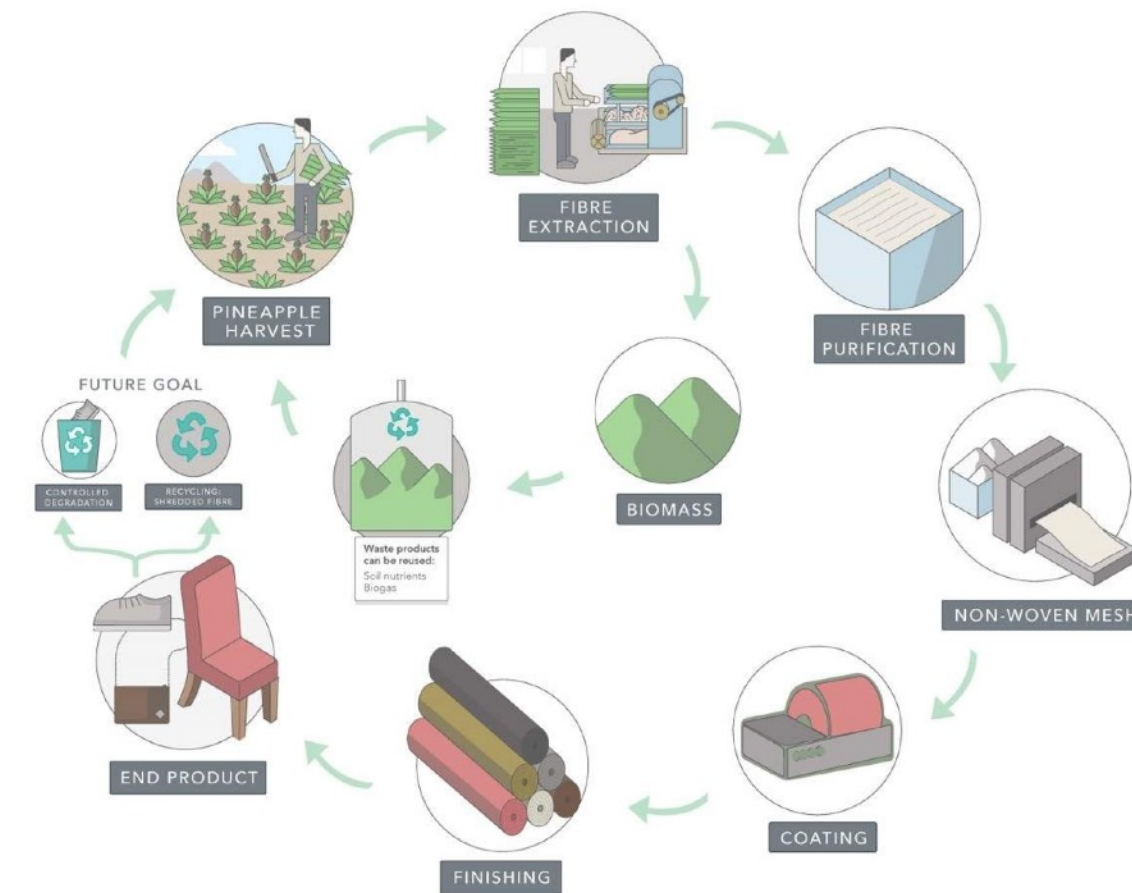 FIBRE
EXTRACTION
PINEAPPLE
HARVEST
FIBRE
PURIFICATION
FUTURE GOAL
CONTROLLED
DEGRADATION
RECYCLING:
SHREDDED FIBRE
BIOMASS
Waste products
can be reused:
Soil nutrients
Biogas
NON-WOVEN MESH
END PRODUCT
COATING
FINISHING